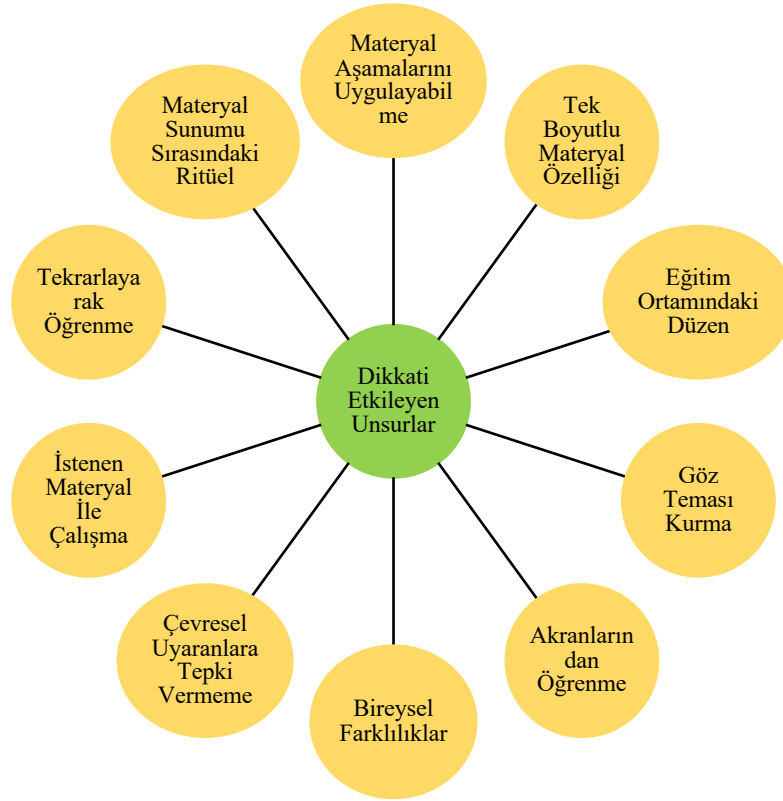 Materyal
Aşamalarını
Uygulayabil
me
Tek
Boyutlu
Materyal
Özelliği
Eğitim
Ortamındaki
Düzen
Göz
Teması
Kurma
Akranların
dan
Öğrenme
Bireysel
Farklılıklar
Çevresel
Uyaranlara
Tepki
Vermeme
İstenen
Materyal
İle
Çalışma
Tekrarlaya
rak
Öğrenme
Materyal
Sunumu
Sırasındaki
Ritüel
Dikkati
Etkileyen
Unsurlar